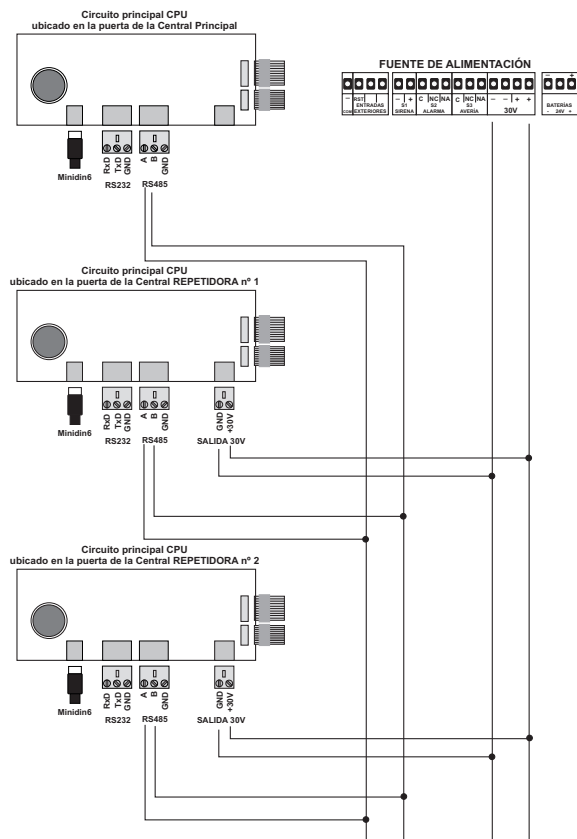 Circuito principal CPU
ubicado en la puerta de la Central Principal
Minidin6
RxD
TxD
GND
RS232
A
B
GND
RS485
FUENTE DE ALIMENTACIÓN
− RST − + C NC NA C NC NA − − + + − +
COM
ENTRADAS
EXTERIORES
S1
SIRENA
S2
ALARMA
S3
AVERÍA
30V
BATERÍAS
- 24V +
Circuito principal CPU
ubicado en la puerta de la Central REPETIDORA nº 1
Minidin6
RxD
TxD
GND
RS232
A
B
GND
RS485
GND
+30V
SALIDA 30V
Circuito principal CPU
ubicado en la puerta de la Central REPETIDORA nº 2
Minidin6
RxD
TxD
GND
RS232
A
B
GND
RS485
GND
+30V
SALIDA 30V